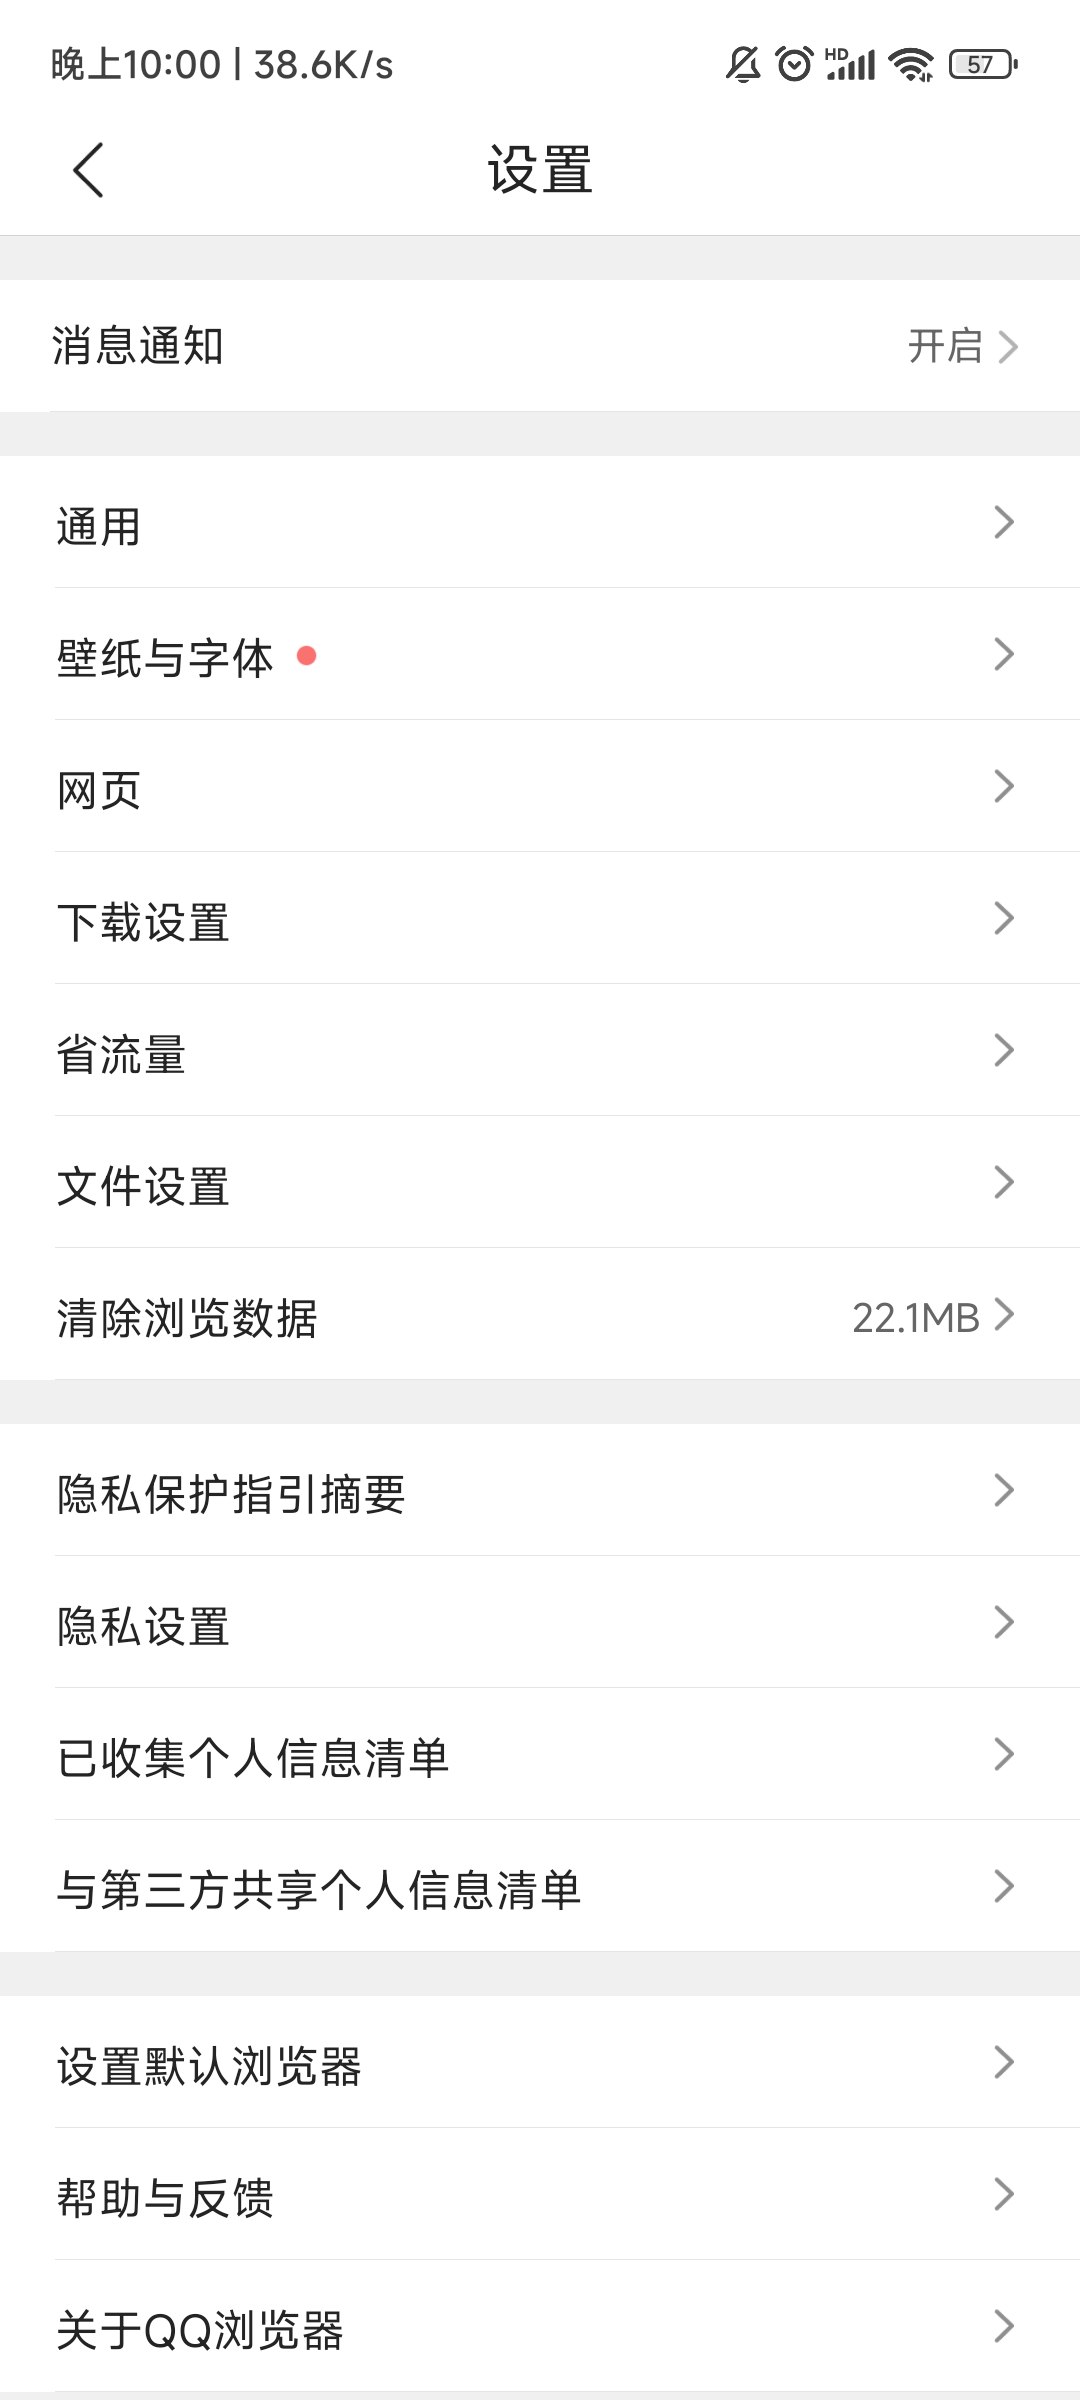 晚上10:00 | 38.6K/s HD 57
设置
消息通知 开启
通用
壁纸与字体
网页
下载设置
省流量
文件设置
清除浏览数据 22.1MB
隐私保护指引摘要
隐私设置
已收集个人信息清单
与第三方共享个人信息清单
设置默认浏览器
帮助与反馈
关于QQ浏览器